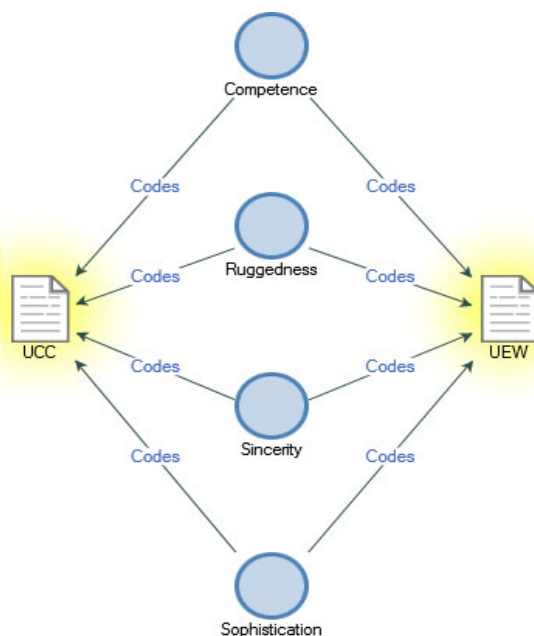 Competence
Codes Codes
Ruggedness
Codes Codes
UCC UEW
Codes Codes
Sincerity
Codes Codes
Sophistication